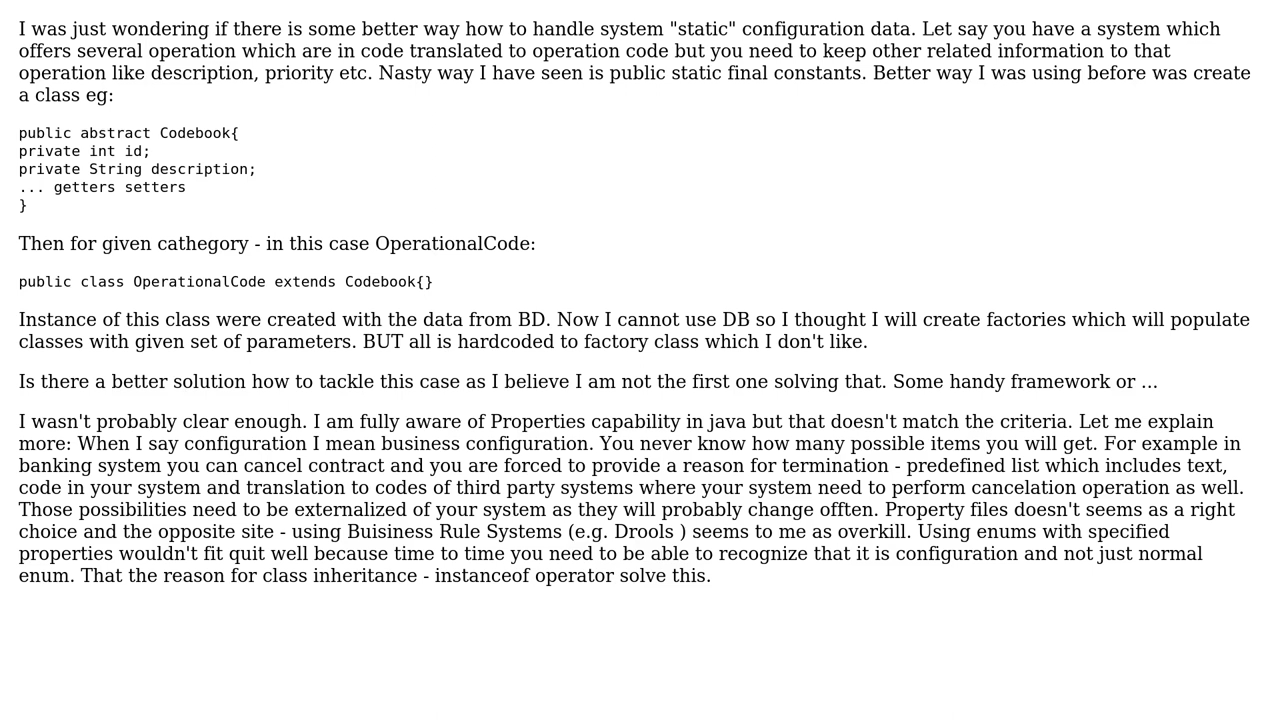 I was just wondering if there is some better way how to handle system "static" configuration data. Let say you have a system which
offers several operation which are in code translated to operation code but you need to keep other related information to that
operation like description, priority etc. Nasty way I have seen is public static final constants. Better way I was using before was create
a class eg:
public abstract Codebook{
private int id;
private String description;
... getters setters
}
Then for given cathegory - in this case OperationalCode:
public class OperationalCode extends Codebook{}
Instance of this class were created with the data from BD. Now I cannot use DB so I thought I will create factories which will populate
classes with given set of parameters. BUT all is hardcoded to factory class which I don't like.
Is there a better solution how to tackle this case as I believe I am not the first one solving that. Some handy framework or ...
I wasn't probably clear enough. I am fully aware of Properties capability in java but that doesn't match the criteria. Let me explain
more: When I say configuration I mean business configuration. You never know how many possible items you will get. For example in
banking system you can cancel contract and you are forced to provide a reason for termination - predefined list which includes text,
code in your system and translation to codes of third party systems where your system need to perform cancelation operation as well.
Those possibilities need to be externalized of your system as they will probably change offten. Property files doesn't seems as a right
choice and the opposite site - using Buisiness Rule Systems (e.g. Drools ) seems to me as overkill. Using enums with specified
properties wouldn't fit quit well because time to time you need to be able to recognize that it is configuration and not just normal
enum. That the reason for class inheritance - instanceof operator solve this.